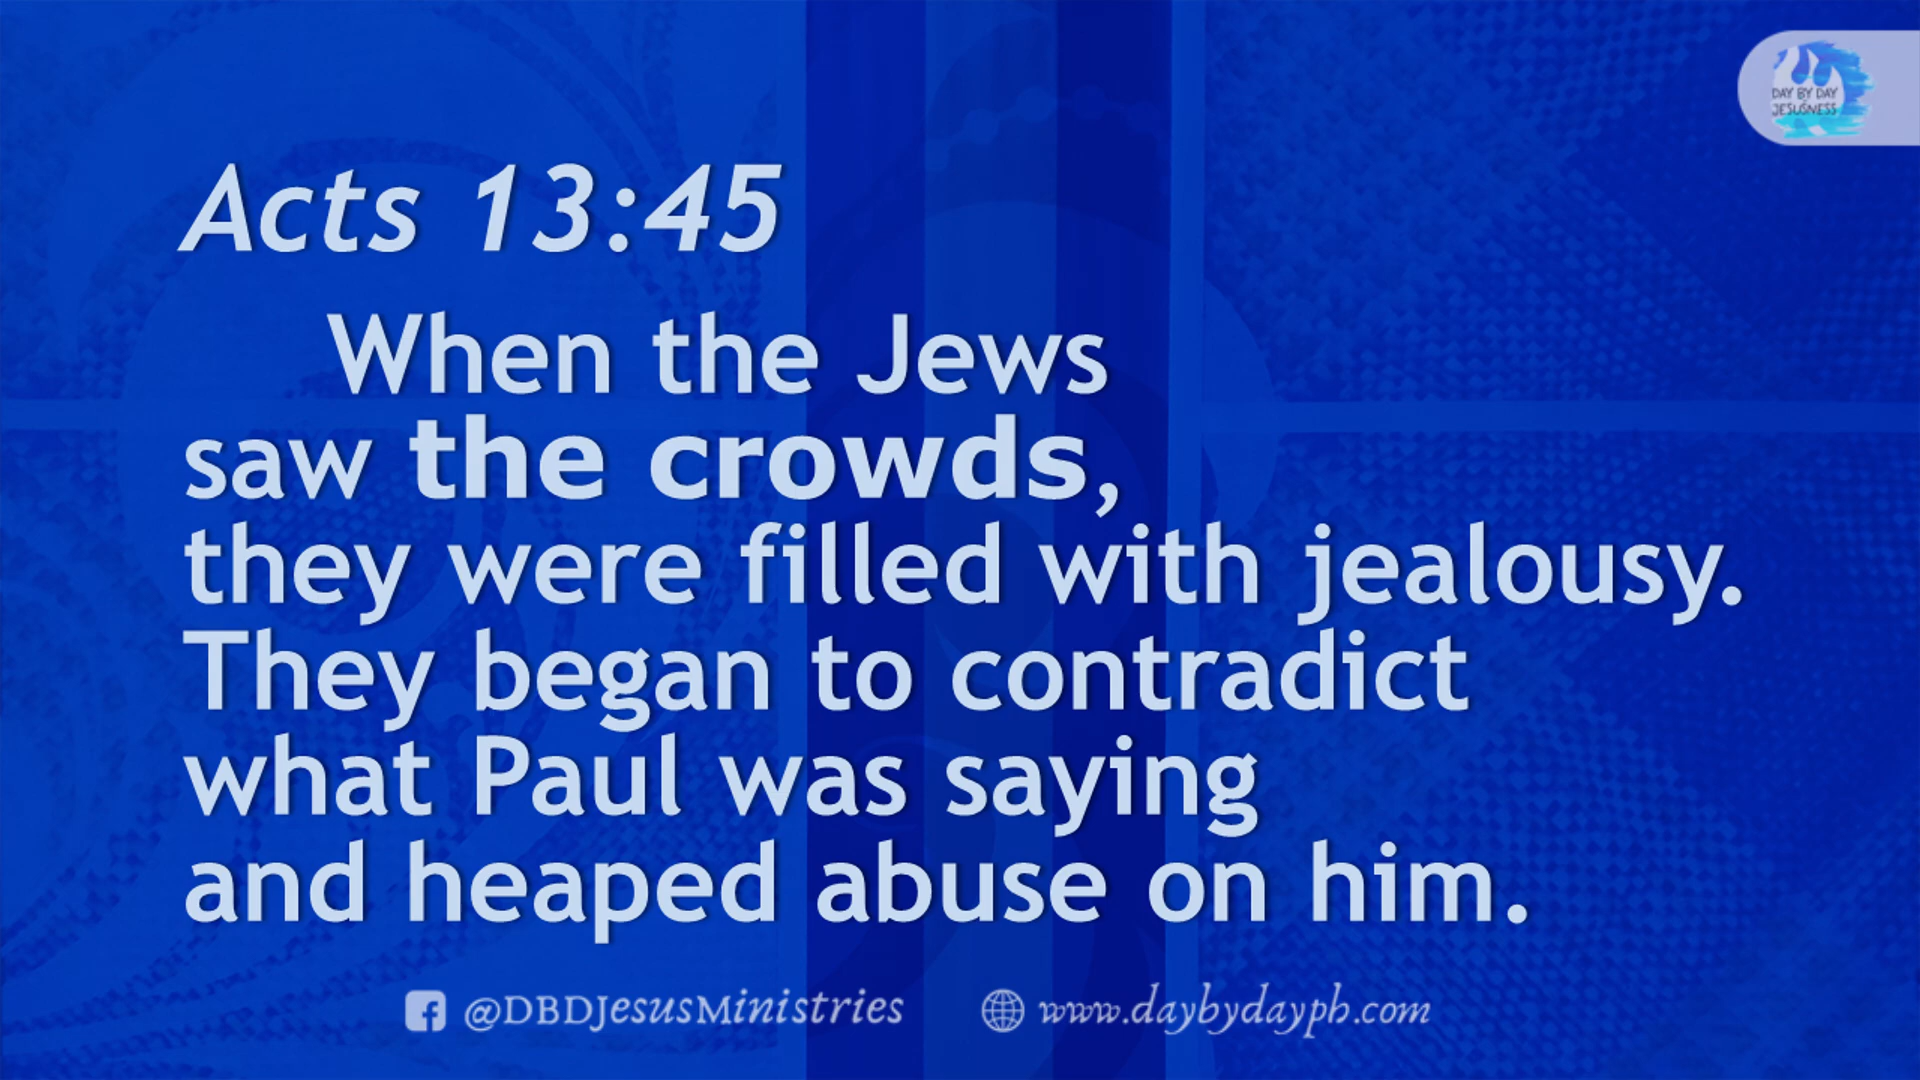 DAY BY DAY
JESUSNESS
Acts 13:45
When the Jews
saw the crowds,
they were filled with jealousy.
They began to contradict
what Paul was saying
and heaped abuse on him.
@DBDJesusMinistries
www.daybydayph.com